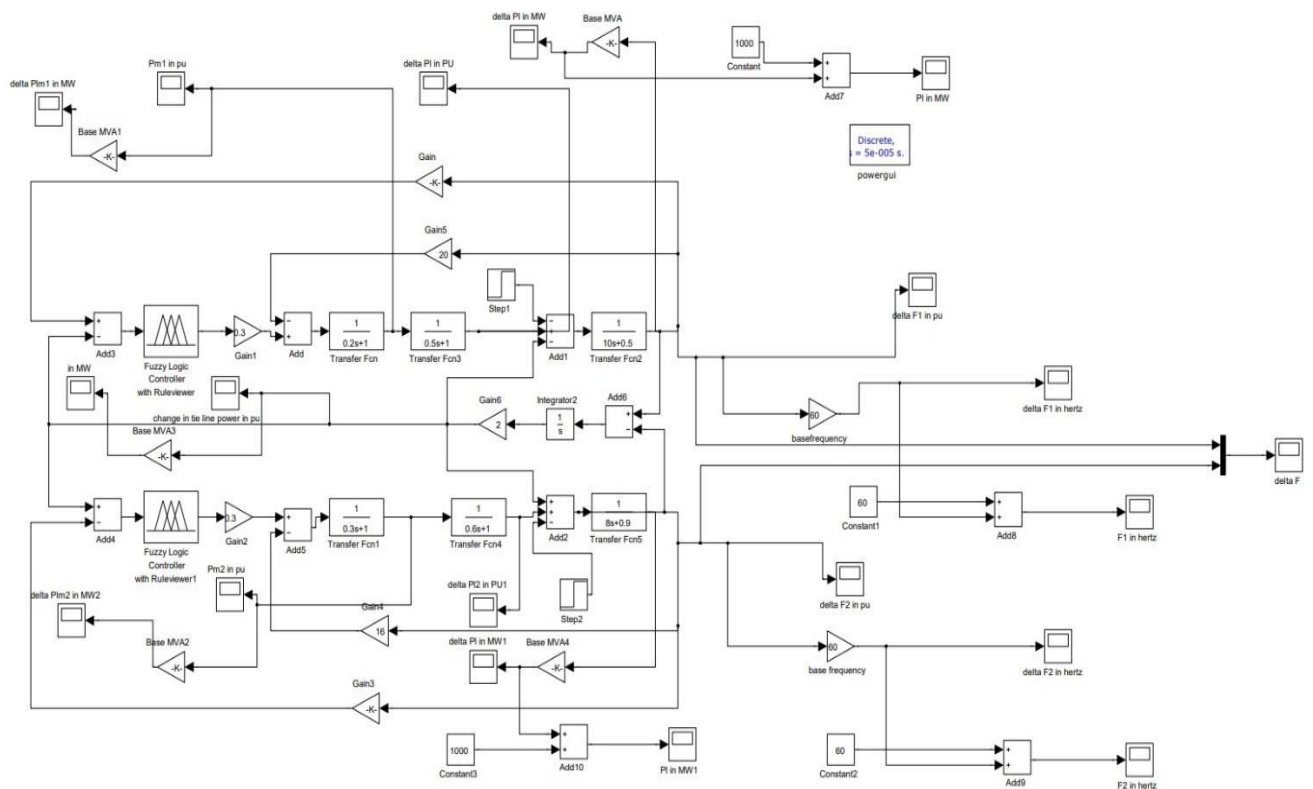 delta Pl in MW
Base MVA
-K-
1000
Constant
+
+
Add7
Pl in MW
Pm1 in pu
delta Pl in PU
delta Plm1 in MW
Base MVA1
-K-
Discrete,
s = 5e-005 s.
powergui
Gain
-K-
Gain5
20
Step1
delta F1 in pu
+
−
Add3
Fuzzy Logic
Controller
with Ruleviewer
0.3
Gain1
−
+
Add
1
0.2s+1
Transfer Fcn
1
0.5s+1
Transfer Fcn3
−
+
−
Add1
1
10s+0.5
Transfer Fcn2
in MW
change in tie line power in pu
Gain6
2
Integrator2
1
s
Add6
+
−
60
basefrequency
delta F1 in hertz
Base MVA3
-K-
delta F
+
−
Add4
Fuzzy Logic
Controller
with Ruleviewer1
0.3
Gain2
+
−
Add5
1
0.3s+1
Transfer Fcn1
1
0.6s+1
Transfer Fcn4
+
+
−
Add2
1
8s+0.9
Transfer Fcn5
60
Constant1
+
+
Add8
F1 in hertz
Pm2 in pu
delta Pl2 in PU1
Step2
delta F2 in pu
delta Plm2 in MW2
Gain4
16
Base MVA2
-K-
delta Pl in MW1
Base MVA4
-K-
60
base frequency
delta F2 in hertz
Gain3
-K-
1000
Constant3
+
+
Add10
Pl in MW1
60
Constant2
+
+
Add9
F2 in hertz